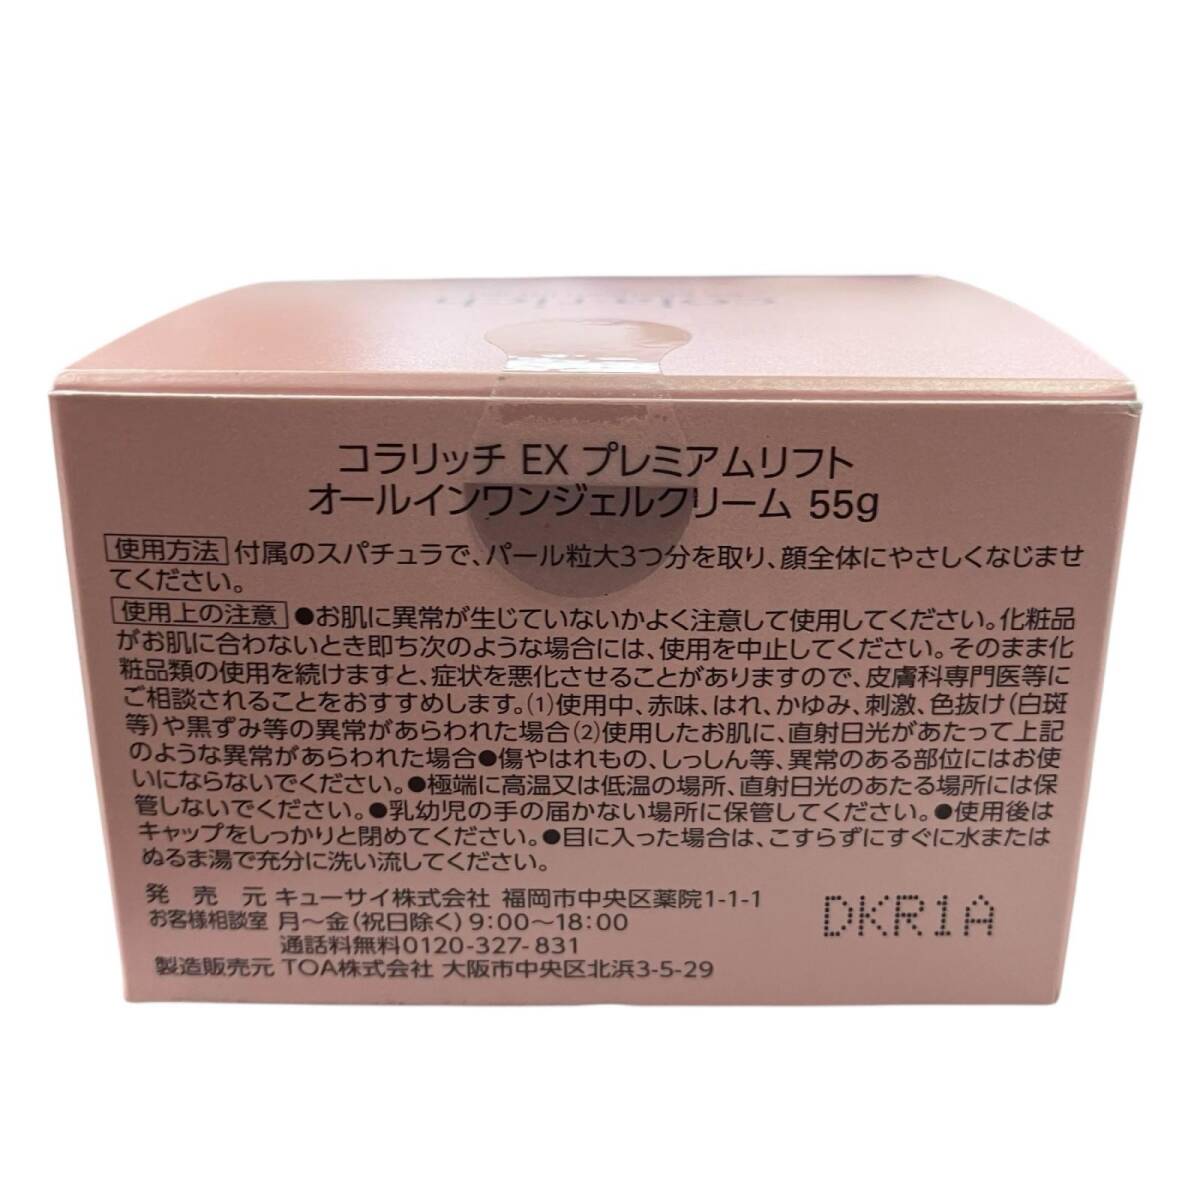 colarich
コラリッチ EX プレミアムリフト
オールインワンジェルクリーム 55g
使用方法 付属のスパチュラで、パール粒大3つ分を取り、顔全体にやさしくなじませ
てください。
使用上の注意 ●お肌に異常が生じていないかよく注意して使用してください。化粧品
がお肌に合わないとき即ち次のような場合には、使用を中止してください。そのまま化
粧品類の使用を続けますと、症状を悪化させることがありますので、皮膚科専門医等に
ご相談されることをおすすめします。(1)使用中、赤味、はれ、かゆみ、刺激、色抜け(白斑
等)や黒ずみ等の異常があらわれた場合(2)使用したお肌に、直射日光があたって上記
のような異常があらわれた場合●傷やはれもの、しっしん等、異常のある部位にはお使
いにならないでください。●極端に高温又は低温の場所、直射日光のあたる場所には保
管しないでください。●乳幼児の手の届かない場所に保管してください。●使用後は
キャップをしっかりと閉めてください。●目に入った場合は、こすらずにすぐに水または
ぬるま湯で充分に洗い流してください。
発売元 キューサイ株式会社 福岡市中央区薬院1-1-1
お客様相談室 月～金(祝日除く)9:00～18:00
通話料無料0120-327-831
製造販売元 TOA株式会社 大阪市中央区北浜3-5-29
DKR1A